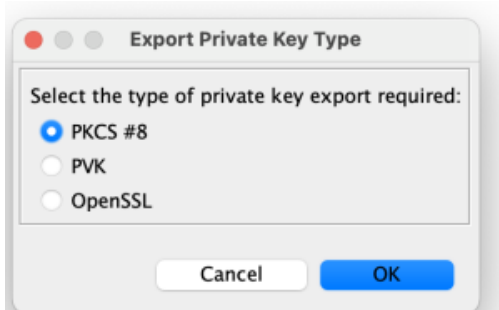 Export Private Key Type
Select the type of private key export required:
PKCS #8
PVK
OpenSSL
Cancel OK